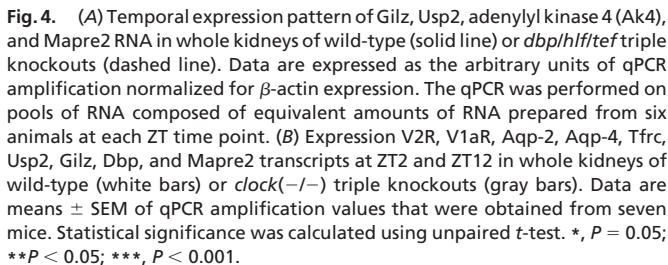 Fig. 4. (A) Temporal expression pattern of Gilz, Usp2, adenylyl kinase 4 (Ak4),
and Mapre2 RNA in whole kidneys of wild-type (solid line) or dbp/hlf/tef triple
knockouts (dashed line). Data are expressed as the arbitrary units of qPCR
amplification normalized for β-actin expression. The qPCR was performed on
pools of RNA composed of equivalent amounts of RNA prepared from six
animals at each ZT time point. (B) Expression V2R, V1aR, Aqp-2, Aqp-4, Tfrc,
Usp2, Gilz, Dbp, and Mapre2 transcripts at ZT2 and ZT12 in whole kidneys of
wild-type (white bars) or clock(−/−) triple knockouts (gray bars). Data are
means ± SEM of qPCR amplification values that were obtained from seven
mice. Statistical significance was calculated using unpaired t-test. *, P = 0.05;
**P < 0.05; ***, P < 0.001.